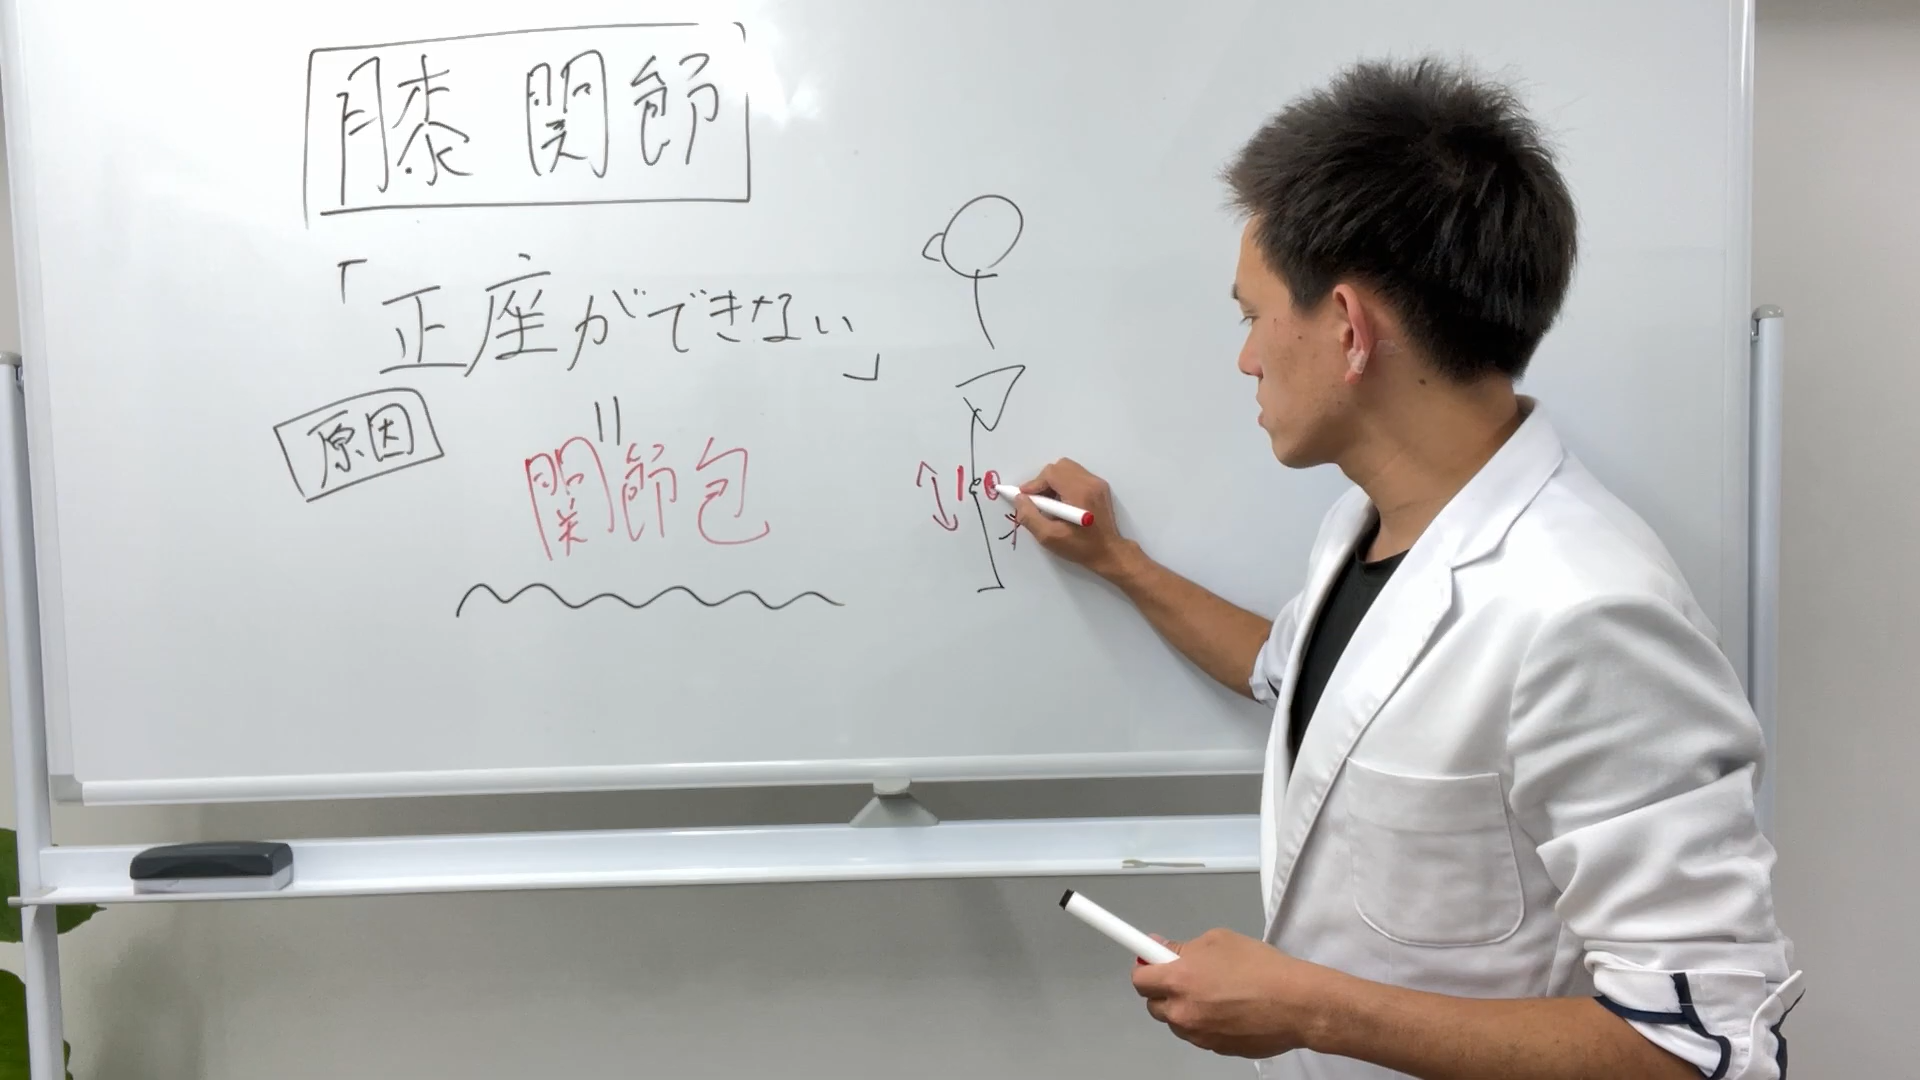 膝関節
「正座ができない」
原因
=
関節包